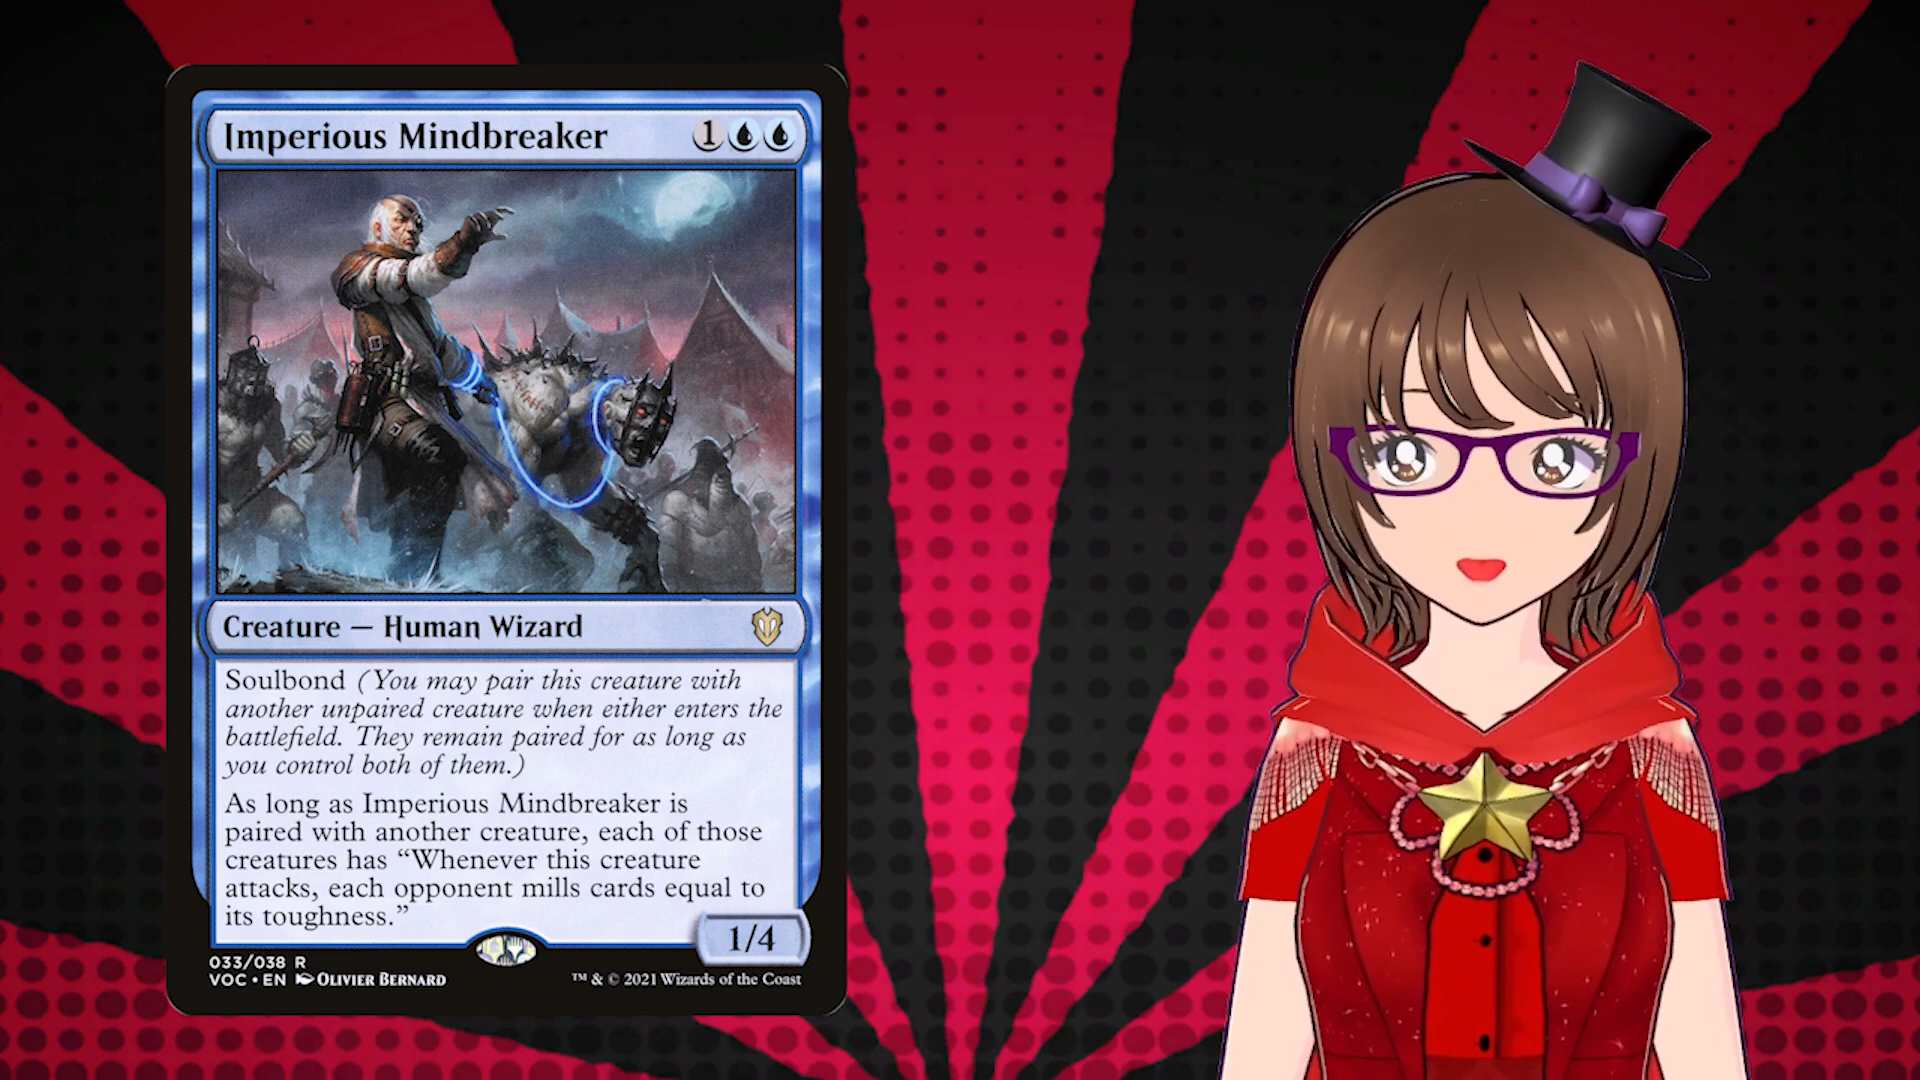 Imperious Mindbreaker 1
Creature — Human Wizard
Soulbond (You may pair this creature with
another unpaired creature when either enters the
battlefield. They remain paired for as long as
you control both of them.)
As long as Imperious Mindbreaker is
paired with another creature, each of those
creatures has “Whenever this creature
attacks, each opponent mills cards equal to
its toughness.”
1/4
033/038 R
VOC • EN Olivier Bernard
™ & © 2021 Wizards of the Coast